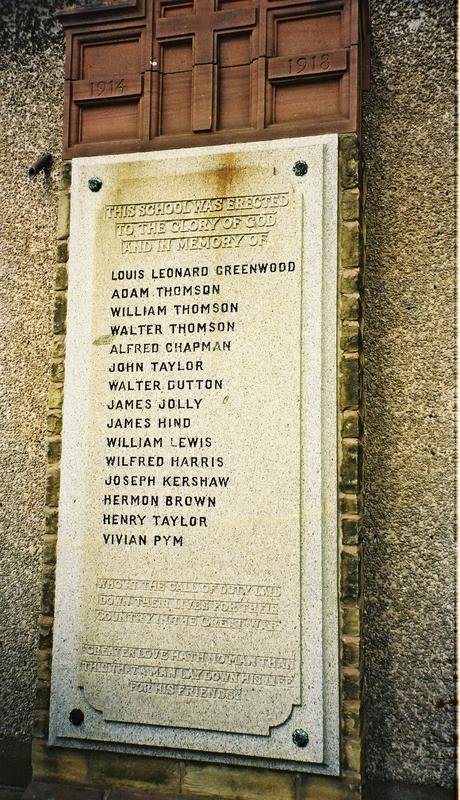 1914 1918
THIS SCHOOL WAS ERECTED
TO THE GLORY OF GOD
AND IN MEMORY OF
LOUIS LEONARD GREENWOOD
ADAM THOMSON
WILLIAM THOMSON
WALTER THOMSON
ALFRED CHAPMAN
JOHN TAYLOR
WALTER DUTTON
JAMES JOLLY
JAMES HIND
WILLIAM LEWIS
WILFRED HARRIS
JOSEPH KERSHAW
HERMON BROWN
HENRY TAYLOR
VIVIAN PYM
WHO AT THE CALL OF DUTY LAID
DOWN THEIR LIVES FOR THEIR
COUNTRY IN THE GREAT WAR
"GREATER LOVE HATH NO MAN THAN
THIS THAT A MAN LAY DOWN HIS LIFE
FOR HIS FRIENDS."